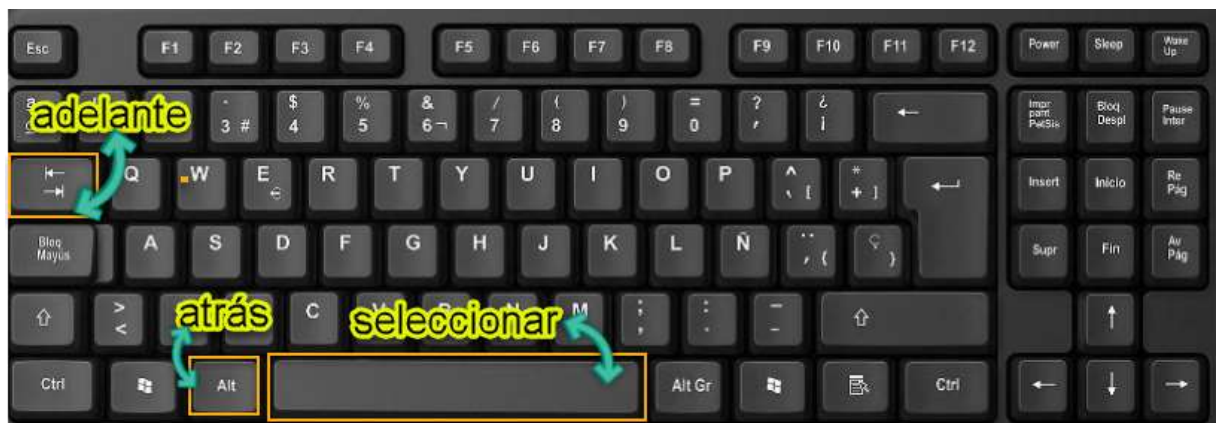 Esc F1 F2 F3 F4 F5 F6 F7 F8 F9 F10 F11 F12 Power Sleep Wake Up
adelante
· 3 # $ 4 % 5 & 6 ¬ / 7 ( 8 ) 9 = 0 ? ' ¿ ¡ ← Impr pant PetSis Bloq Despl Pausa Inter
Q W E € R T Y U I O P ^ ` [ * + ] Insert Inicio Re Pág
Bloq Mayús A S D F G H J K L Ñ ¨ ´ { Ç } Supr Fin Av Pág
> < atrás C seleccionar M ; , : . _ - ⇧ ↑
Ctrl Alt Alt Gr Ctrl ← ↓ →